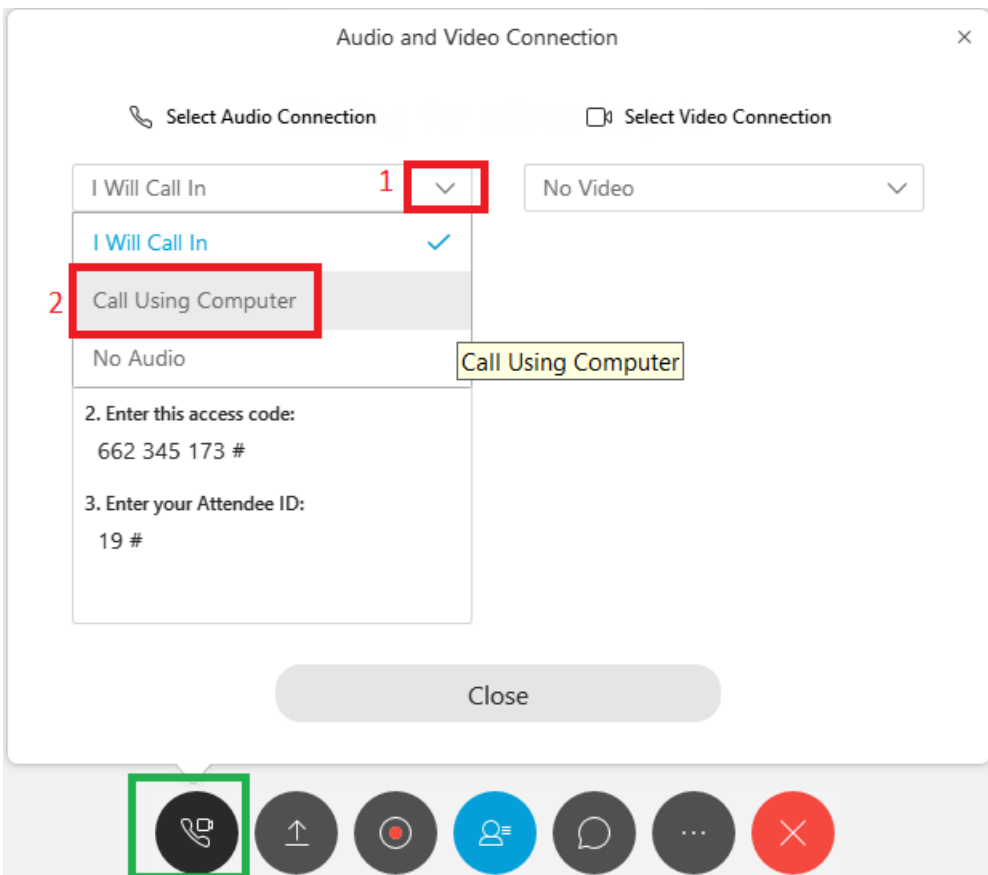 Audio and Video Connection
Select Audio Connection
Select Video Connection
I Will Call In
1
No Video
I Will Call In
2
Call Using Computer
No Audio
Call Using Computer
2. Enter this access code:
662 345 173 #
3. Enter your Attendee ID:
19 #
Close